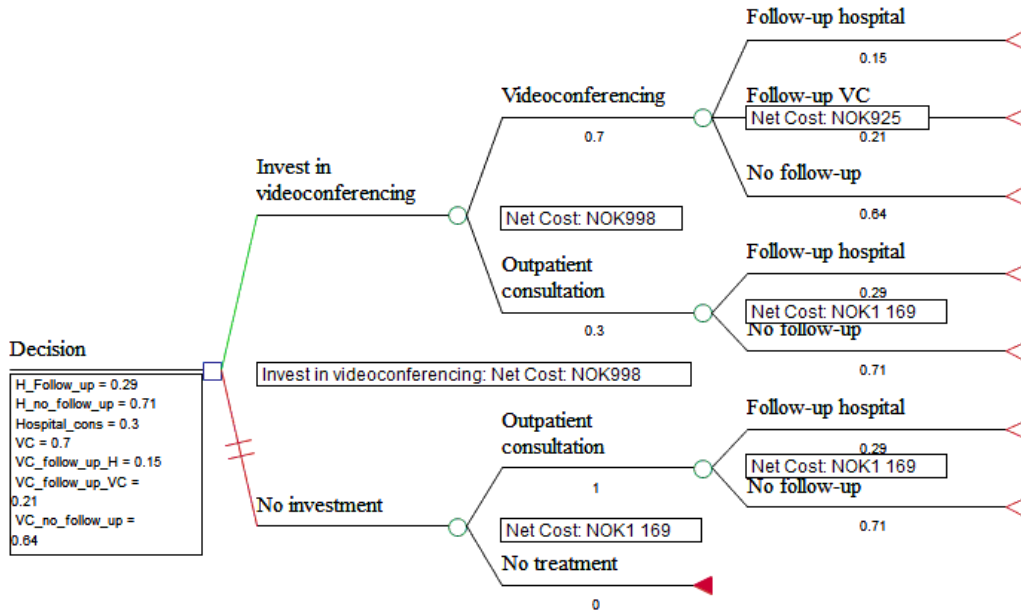 Follow-up hospital
0.15
Videoconferencing
0.7
Follow-up VC
Net Cost: NOK925
0.21
No follow-up
0.64
Invest in
videoconferencing
Net Cost: NOK998
Outpatient
consultation
0.3
Follow-up hospital
0.29
Net Cost: NOK1 169
No follow-up
0.71
Decision
H_Follow_up = 0.29
H_no_follow_up = 0.71
Hospital_cons = 0.3
VC = 0.7
VC_follow_up_H = 0.15
VC_follow_up_VC =
0.21
VC_no_follow_up =
0.64
Invest in videoconferencing: Net Cost: NOK998
Outpatient
consultation
1
Follow-up hospital
0.29
Net Cost: NOK1 169
No follow-up
0.71
No investment
Net Cost: NOK1 169
No treatment
0